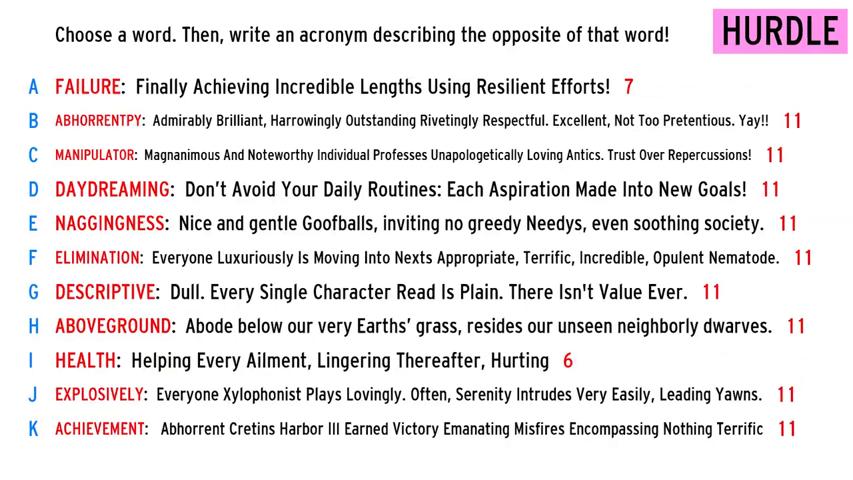 Choose a word. Then, write an acronym describing the opposite of that word! HURDLE
A FAILURE: Finally Achieving Incredible Lengths Using Resilient Efforts! 7
B ABHORRENTPY: Admirably Brilliant, Harrowingly Outstanding Rivetingly Respectful. Excellent, Not Too Pretentious. Yay!! 11
C MANIPULATOR: Magnanimous And Noteworthy Individual Professes Unapologetically Loving Antics. Trust Over Repercussions! 11
D DAYDREAMING: Don't Avoid Your Daily Routines: Each Aspiration Made Into New Goals! 11
E NAGGINGNESS: Nice and gentle Goofballs, inviting no greedy Needys, even soothing society. 11
F ELIMINATION: Everyone Luxuriously Is Moving Into Nexts Appropriate, Terrific, Incredible, Opulent Nematode. 11
G DESCRIPTIVE: Dull. Every Single Character Read Is Plain. There Isn't Value Ever. 11
H ABOVEGROUND: Abode below our very Earths' grass, resides our unseen neighborly dwarves. 11
I HEALTH: Helping Every Ailment, Lingering Thereafter, Hurting 6
J EXPLOSIVELY: Everyone Xylophonist Plays Lovingly. Often, Serenity Intrudes Very Easily, Leading Yawns. 11
K ACHIEVEMENT: Abhorrent Cretins Harbor Ill Earned Victory Emanating Misfires Encompassing Nothing Terrific 11